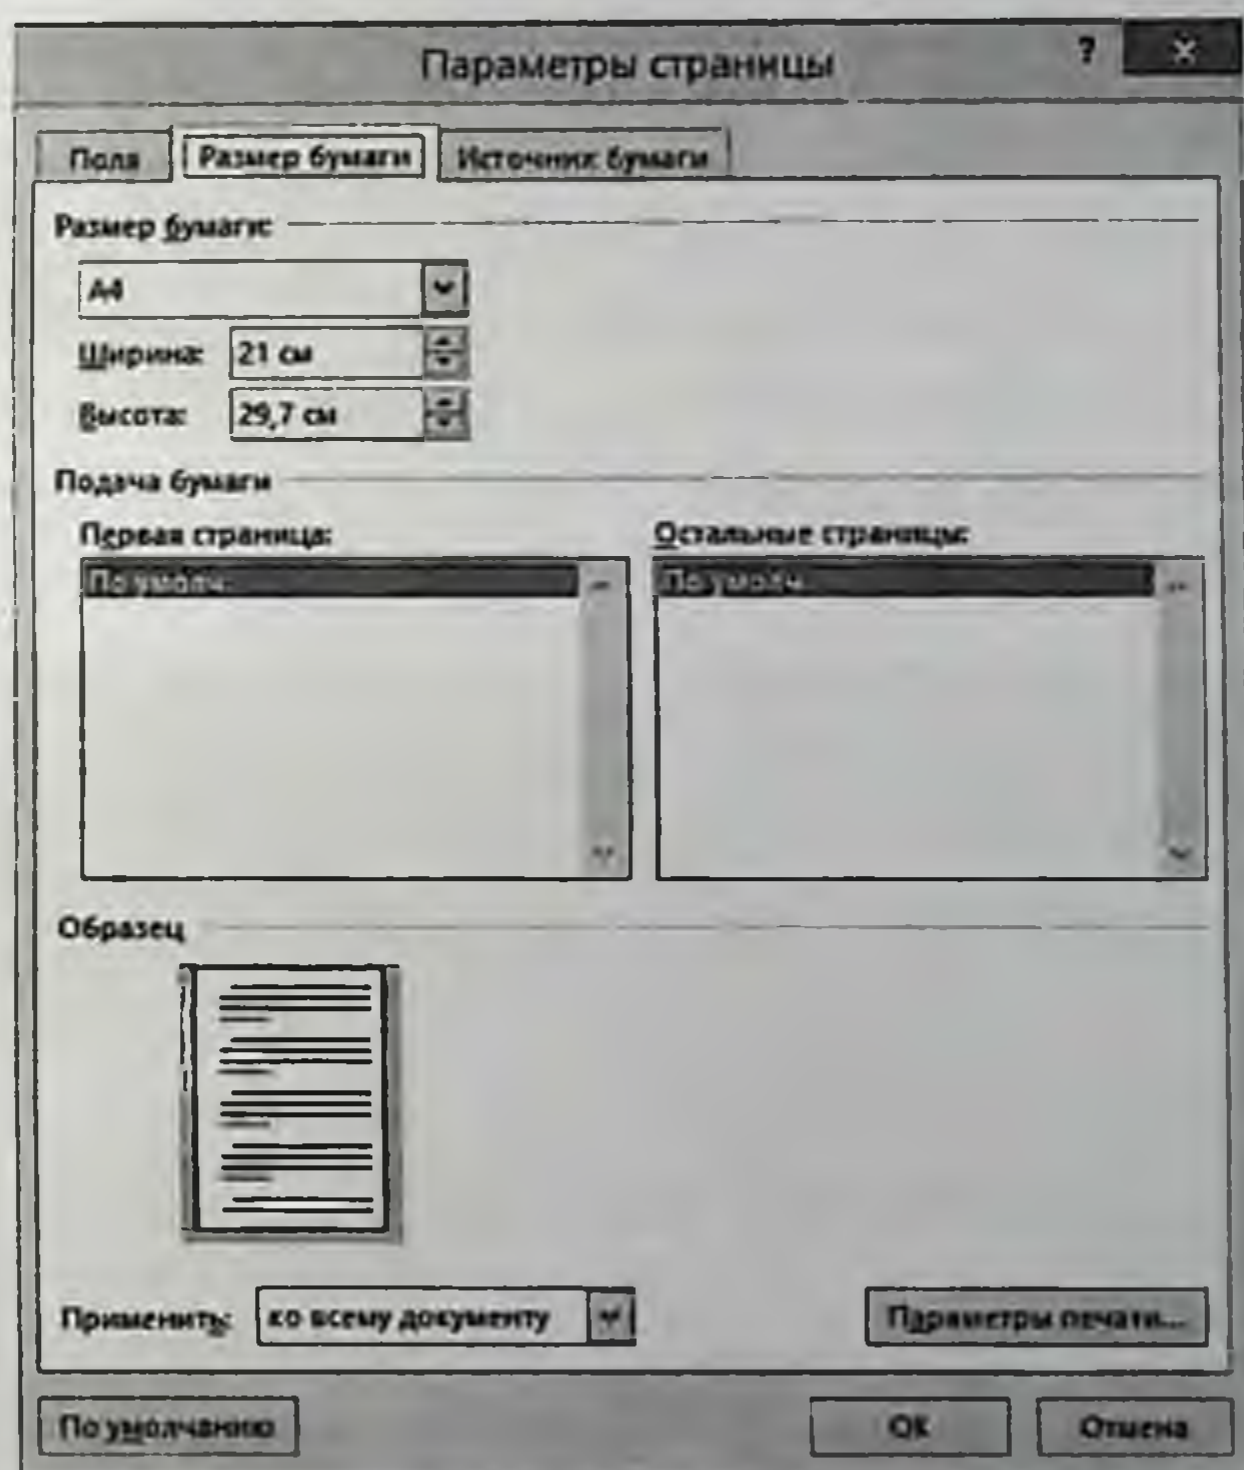 Параметры страницы ? ×
Поля Размер бумаги Источник бумаги
Размер бумаги:
A4
Ширина: 21 см
Высота: 29,7 см
Подача бумаги
Первая страница: Остальные страницы:
По умолч. По умолч.
Образец
Применить: ко всему документу Параметры печати...
По умолчанию ОК Отмена